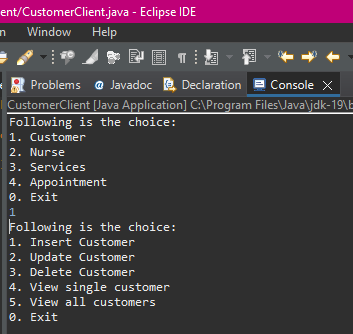 ent/CustomerClient.java - Eclipse IDE
Window Help
Problems Javadoc Declaration Console
CustomerClient [Java Application] C:\Program Files\Java\jdk-19\b
Following is the choice:
1. Customer
2. Nurse
3. Services
4. Appointment
0. Exit
1
Following is the choice:
1. Insert Customer
2. Update Customer
3. Delete Customer
4. View single customer
5. View all customers
0. Exit